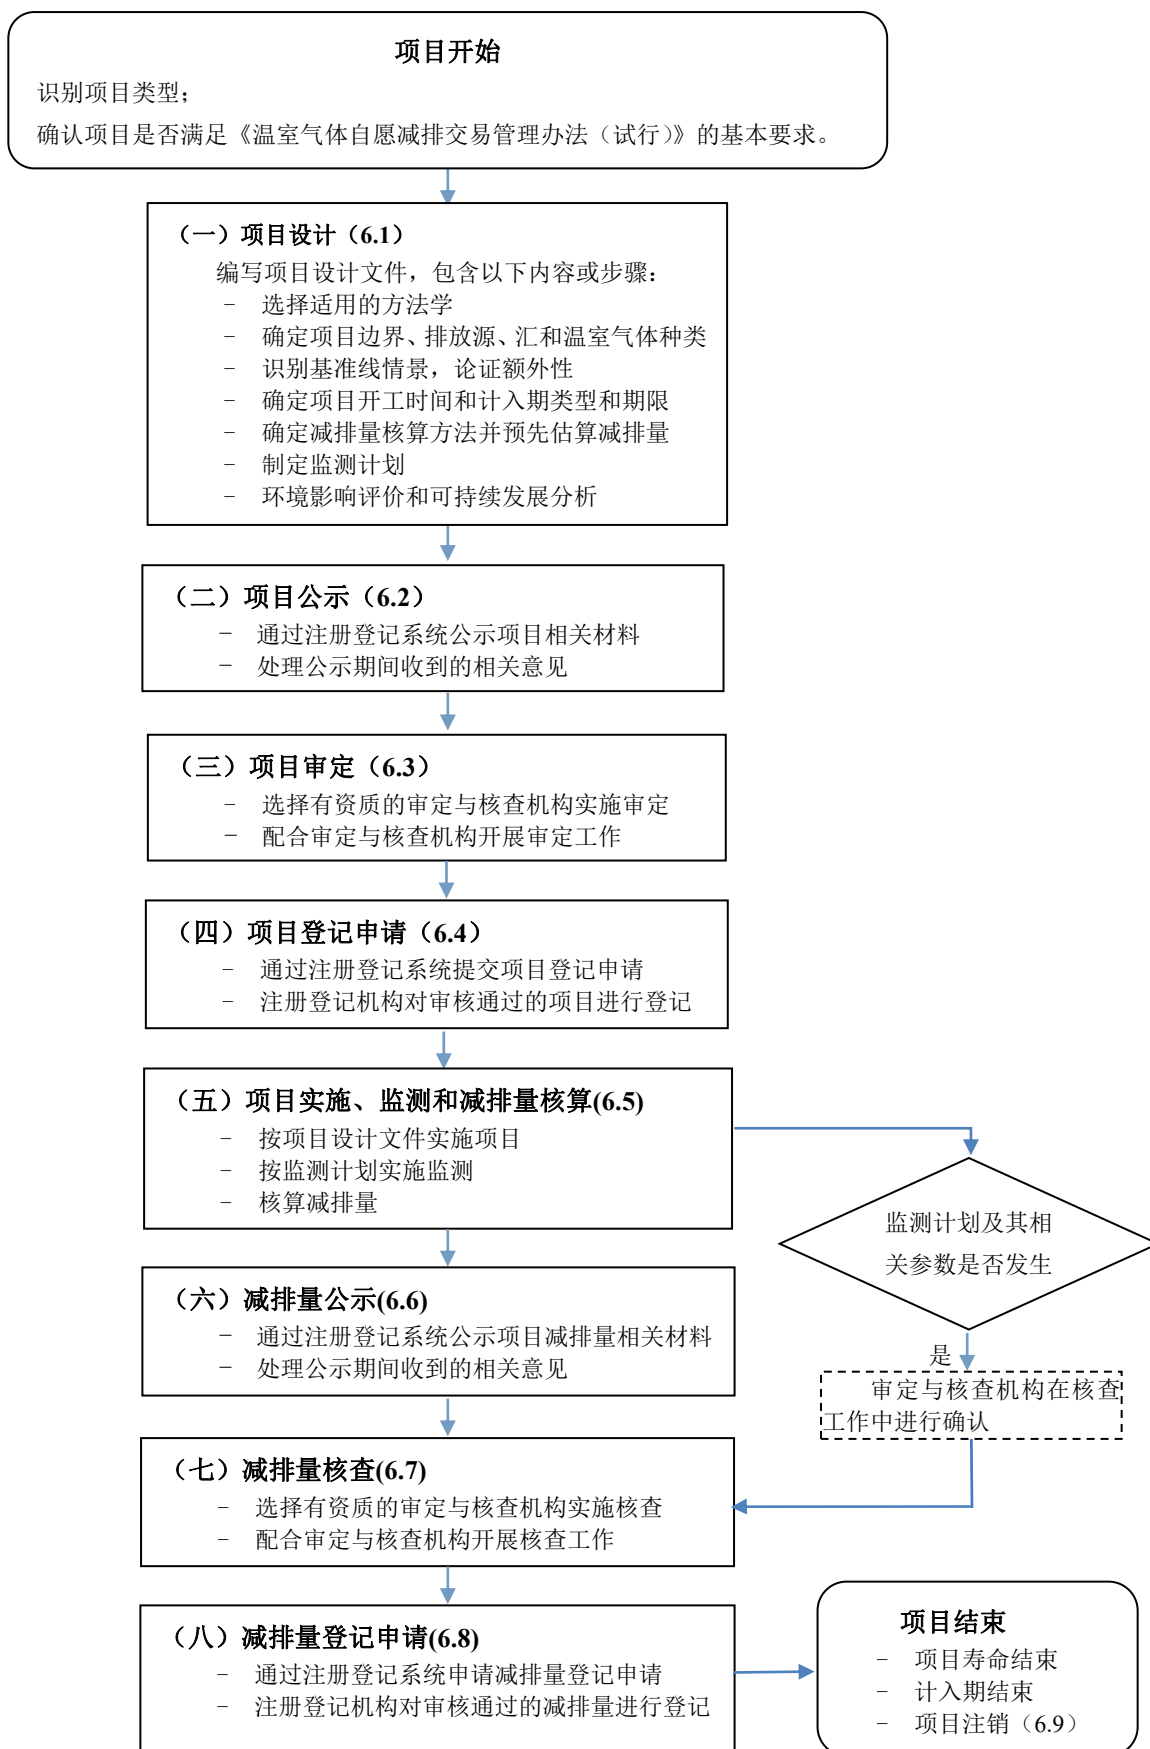 项目开始
识别项目类型；
确认项目是否满足《温室气体自愿减排交易管理办法（试行）》的基本要求。
（一）项目设计（6.1）
编写项目设计文件，包含以下内容或步骤：
- 选择适用的方法学
- 确定项目边界、排放源、汇和温室气体种类
- 识别基准线情景，论证额外性
- 确定项目开工时间和计入期类型和期限
- 确定减排量核算方法并预先估算减排量
- 制定监测计划
- 环境影响评价和可持续发展分析
（二）项目公示（6.2）
- 通过注册登记系统公示项目相关材料
- 处理公示期间收到的相关意见
（三）项目审定（6.3）
- 选择有资质的审定与核查机构实施审定
- 配合审定与核查机构开展审定工作
（四）项目登记申请（6.4）
- 通过注册登记系统提交项目登记申请
- 注册登记机构对审核通过的项目进行登记
（五）项目实施、监测和减排量核算(6.5)
- 按项目设计文件实施项目
- 按监测计划实施监测
- 核算减排量
监测计划及其相
关参数是否发生
是
审定与核查机构在核查
工作中进行确认
（六）减排量公示(6.6)
- 通过注册登记系统公示项目减排量相关材料
- 处理公示期间收到的相关意见
（七）减排量核查(6.7)
- 选择有资质的审定与核查机构实施核查
- 配合审定与核查机构开展核查工作
（八）减排量登记申请(6.8)
- 通过注册登记系统申请减排量登记申请
- 注册登记机构对审核通过的减排量进行登记
项目结束
- 项目寿命结束
- 计入期结束
- 项目注销（6.9）